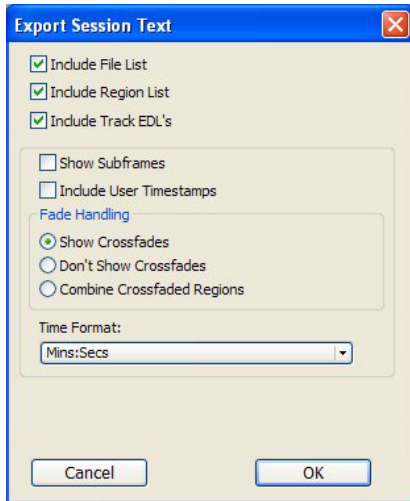 Export Session Text
Include File List
Include Region List
Include Track EDL's
Show Subframes
Include User Timestamps
Fade Handling
Show Crossfades
Don't Show Crossfades
Combine Crossfaded Regions
Time Format:
Mins:Secs
Cancel OK